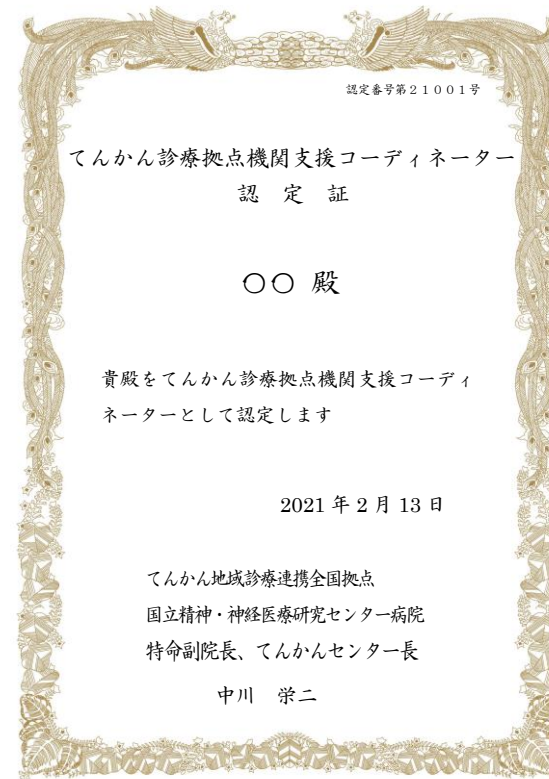 認定番号第２１００１号
てんかん診療拠点機関支援コーディネーター
認　定　証
〇〇 殿
貴殿をてんかん診療拠点機関支援コーディ
ネーターとして認定します
2021 年 2 月 13 日
てんかん地域診療連携全国拠点
国立精神・神経医療研究センター病院
特命副院長、てんかんセンター長
中川　栄二